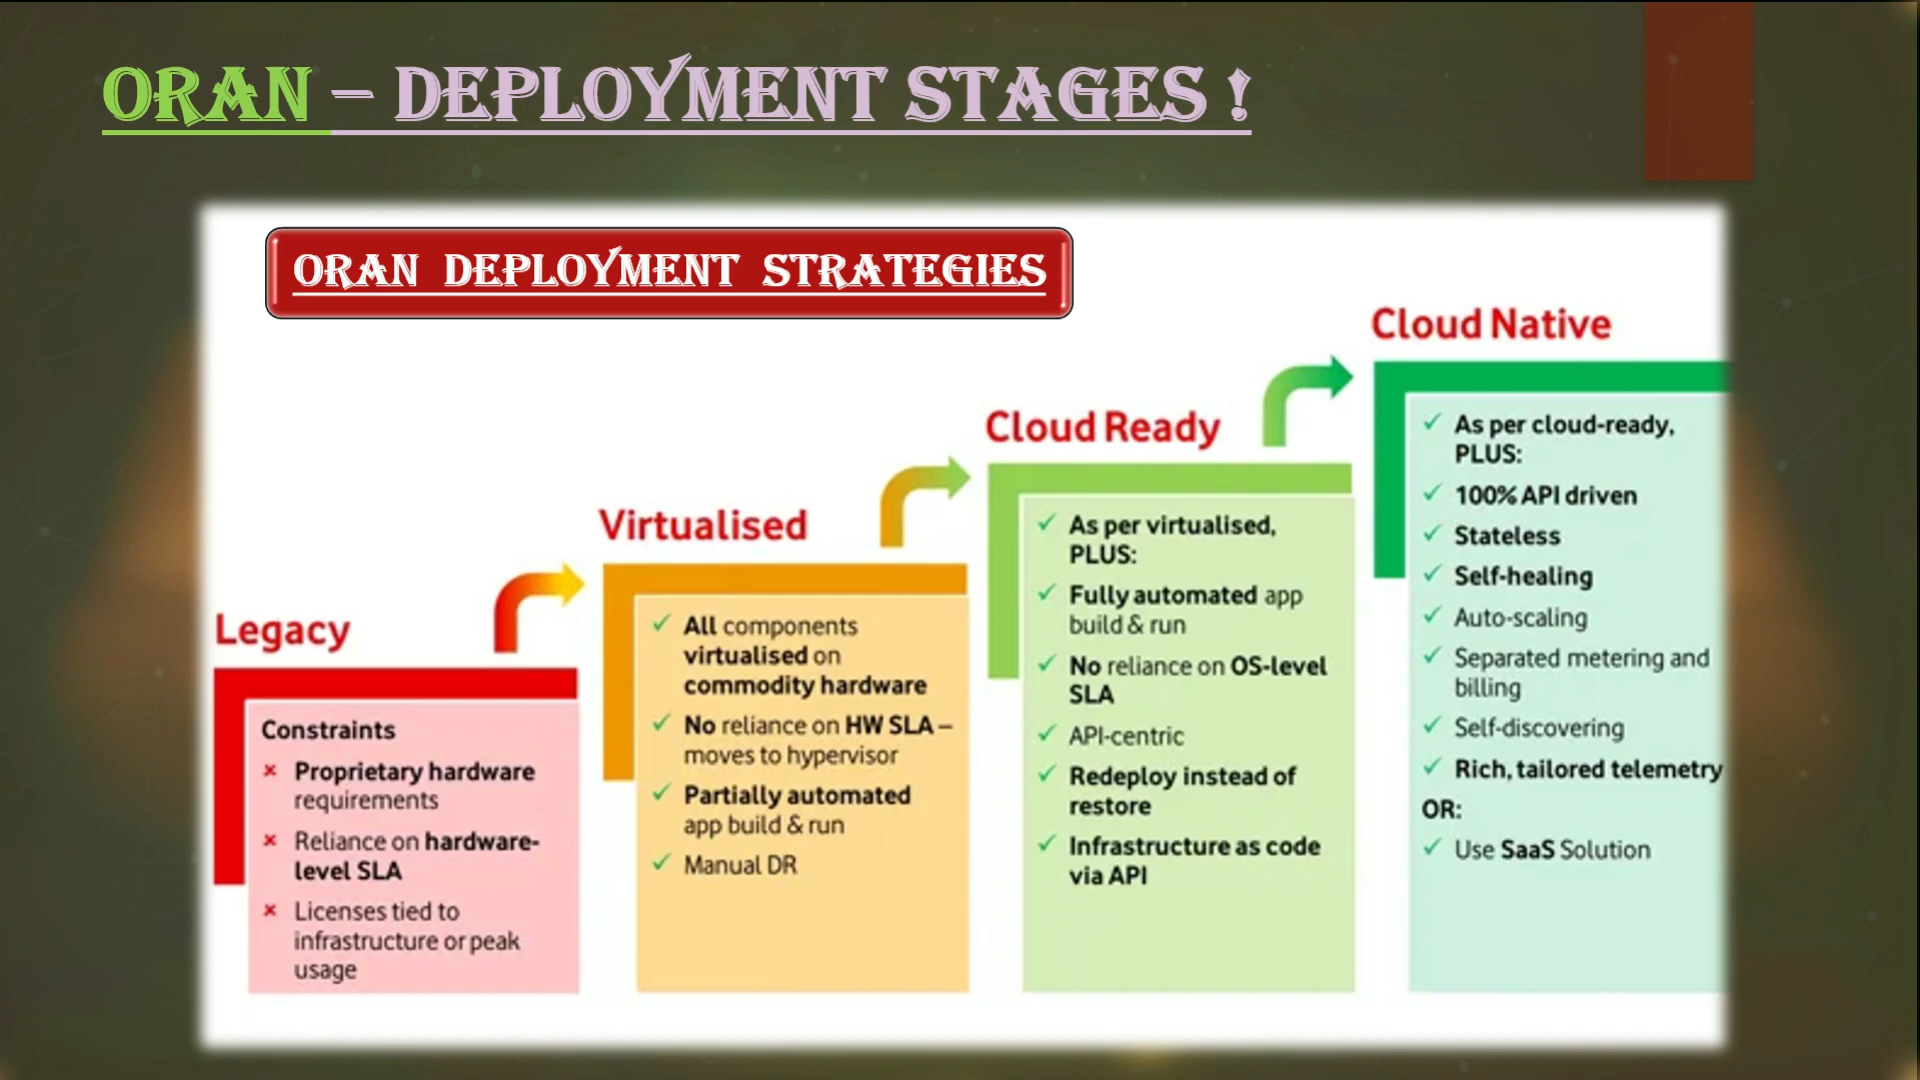 ORAN – DEPLOYMENT STAGES !
ORAN DEPLOYMENT STRATEGIES
Legacy
Constraints
Proprietary hardware
requirements
Reliance on hardware-
level SLA
Licenses tied to
infrastructure or peak
usage
Virtualised
All components
virtualised on
commodity hardware
No reliance on HW SLA –
moves to hypervisor
Partially automated
app build & run
Manual DR
Cloud Ready
As per virtualised,
PLUS:
Fully automated app
build & run
No reliance on OS-level
SLA
API-centric
Redeploy instead of
restore
Infrastructure as code
via API
Cloud Native
As per cloud-ready,
PLUS:
100% API driven
Stateless
Self-healing
Auto-scaling
Separated metering and
billing
Self-discovering
Rich, tailored telemetry
OR:
Use SaaS Solution